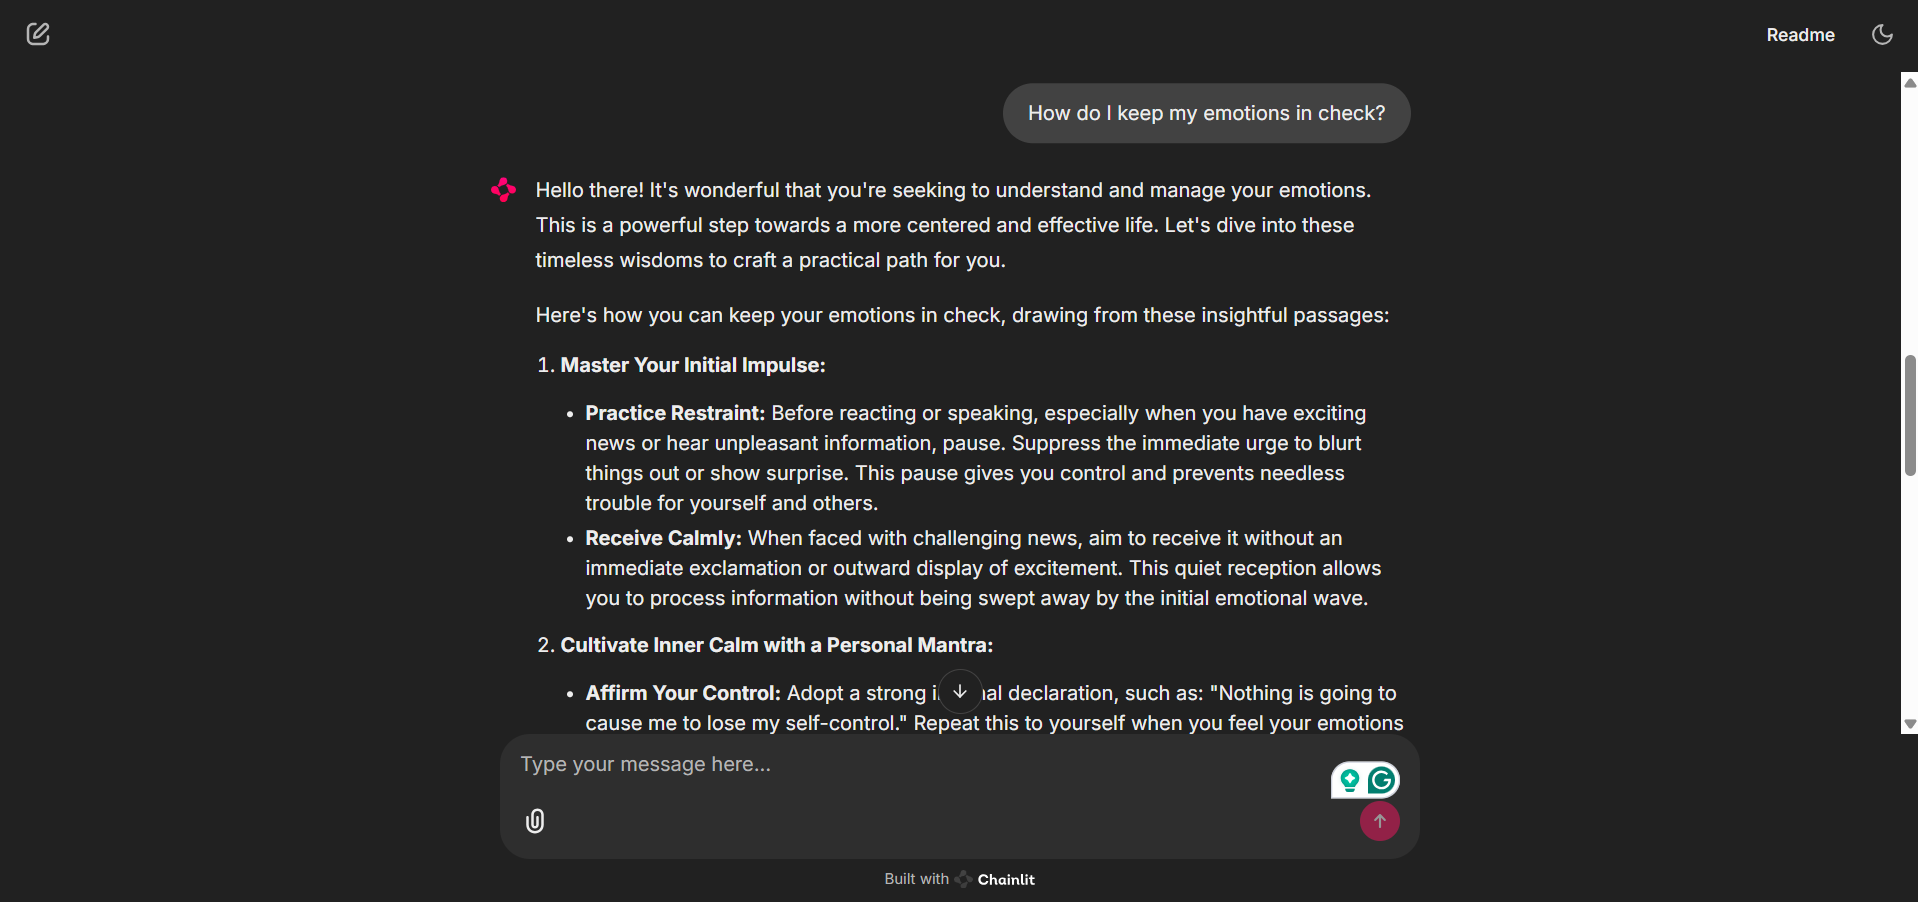 Readme
How do I keep my emotions in check?
Hello there! It's wonderful that you're seeking to understand and manage your emotions.
This is a powerful step towards a more centered and effective life. Let's dive into these
timeless wisdoms to craft a practical path for you.
Here's how you can keep your emotions in check, drawing from these insightful passages:
1. Master Your Initial Impulse:
• Practice Restraint: Before reacting or speaking, especially when you have exciting
news or hear unpleasant information, pause. Suppress the immediate urge to blurt
things out or show surprise. This pause gives you control and prevents needless
trouble for yourself and others.
• Receive Calmly: When faced with challenging news, aim to receive it without an
immediate exclamation or outward display of excitement. This quiet reception allows
you to process information without being swept away by the initial emotional wave.
2. Cultivate Inner Calm with a Personal Mantra:
• Affirm Your Control: Adopt a strong declaration, such as: "Nothing is going to
cause me to lose my self-control." Repeat this to yourself when you feel your emotions
Type your message here...
Built with Chainlit